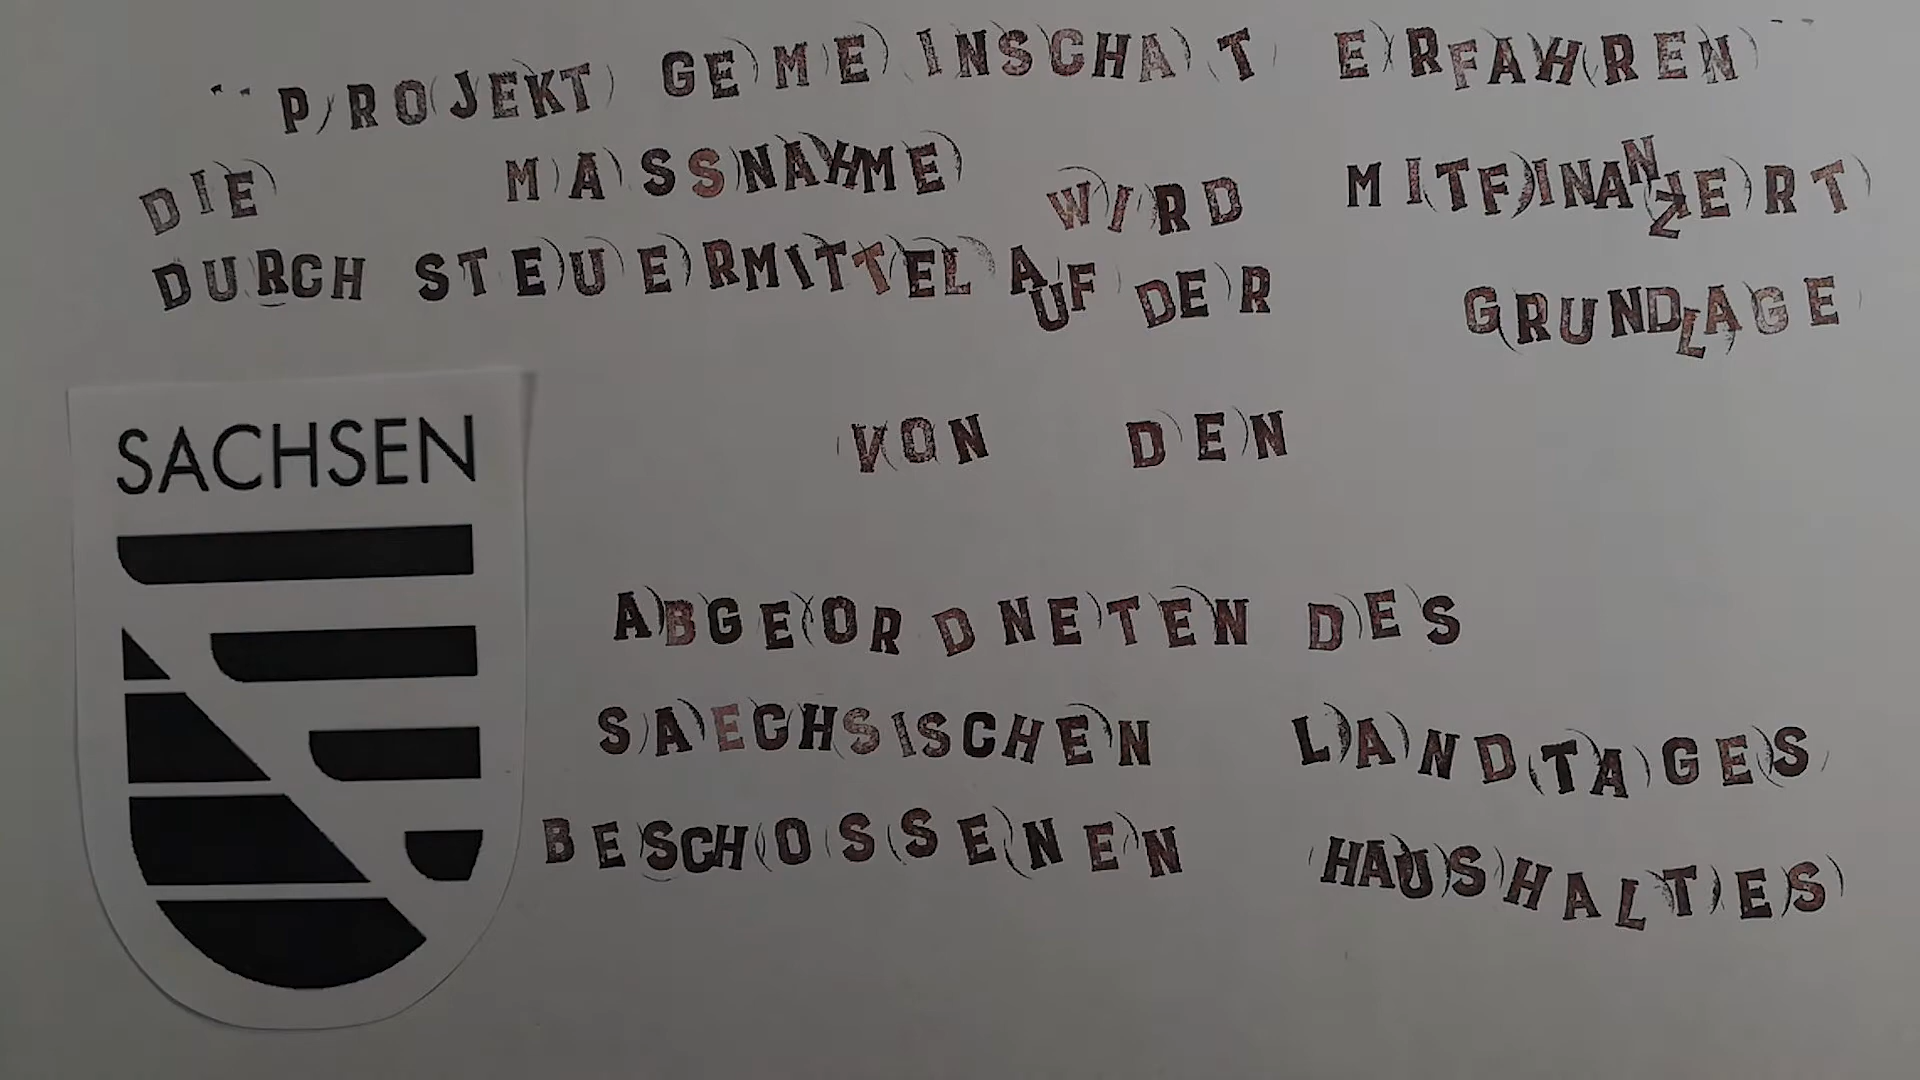 "PROJEKT GEMEINSCHAT ERFAHREN"
DIE MASSNAHME WIRD MITFINANZIERT
DURCH STEUERMITTEL AUF DER GRUNDLAGE
VON DEN
SACHSEN
ABGEORDNETEN DES
SAECHSISCHEN LANDTAGES
BESCHOSSENEN HAUSHALTES